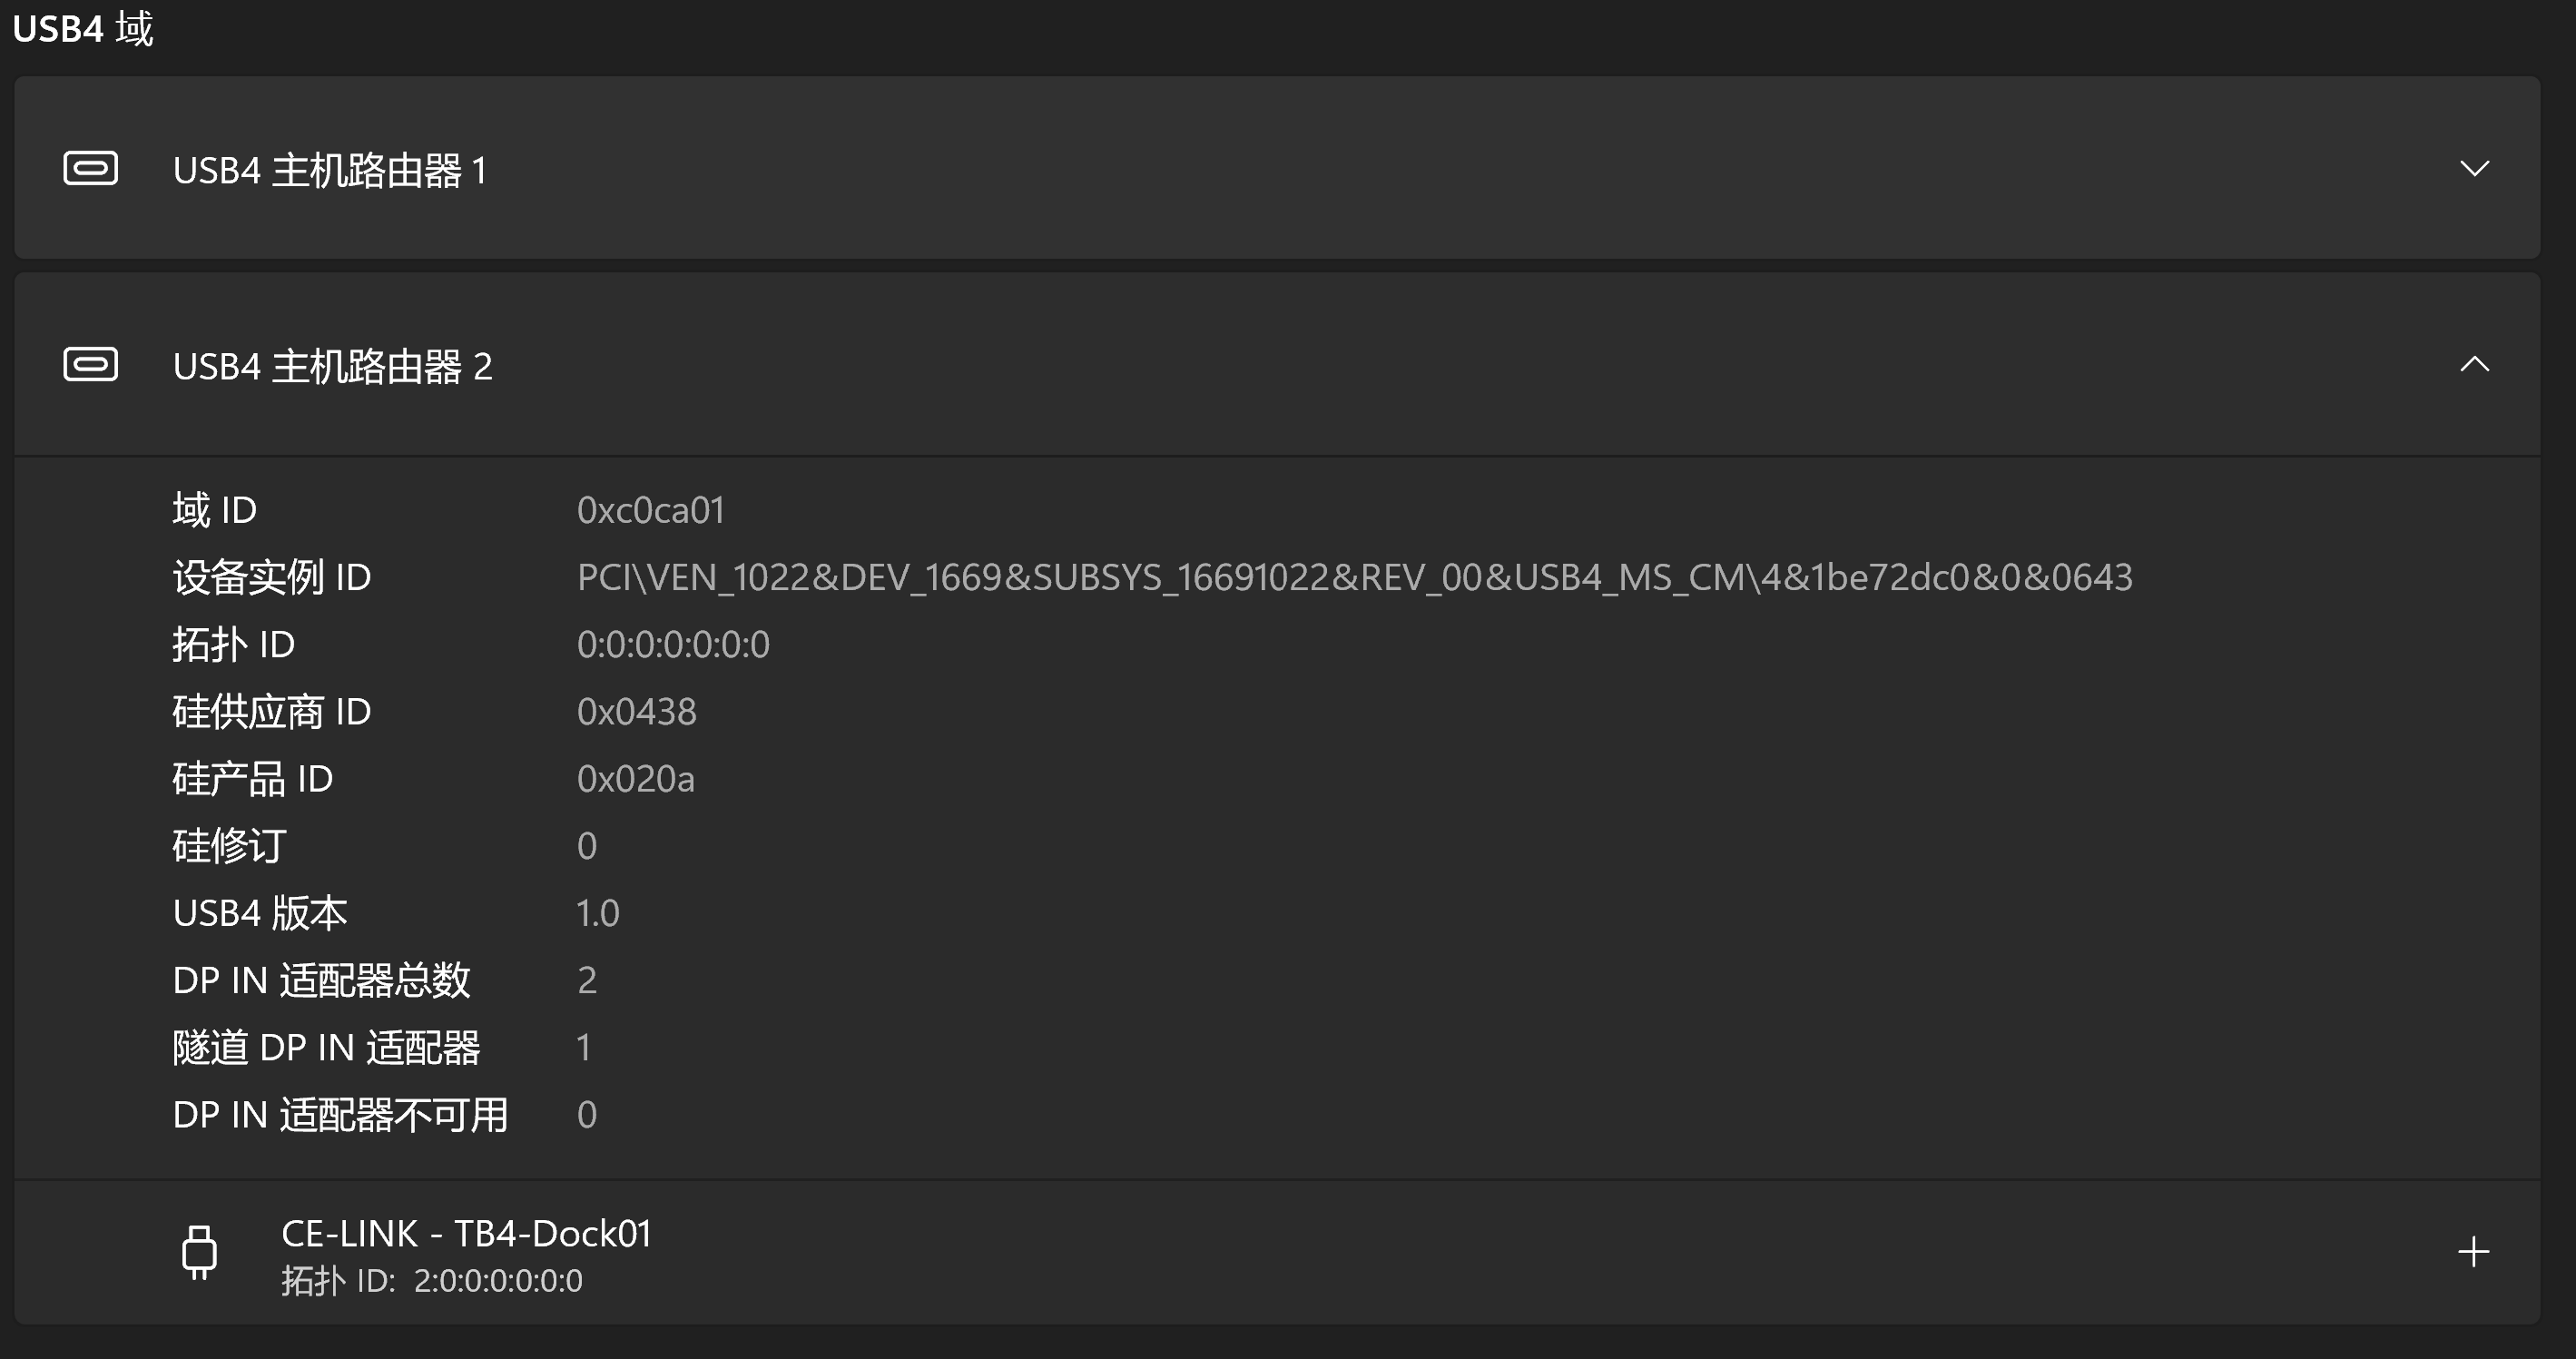 USB4 域
USB4 主机路由器 1
USB4 主机路由器 2
域 ID 0xc0ca01
设备实例 ID PCI\VEN_1022&DEV_1669&SUBSYS_16691022&REV_00&USB4_MS_CM\4&1be72dc0&0&0643
拓扑 ID 0:0:0:0:0:0:0
硅供应商 ID 0x0438
硅产品 ID 0x020a
硅修订 0
USB4 版本 1.0
DP IN 适配器总数 2
隧道 DP IN 适配器 1
DP IN 适配器不可用 0
CE-LINK - TB4-Dock01
拓扑 ID: 2:0:0:0:0:0:0